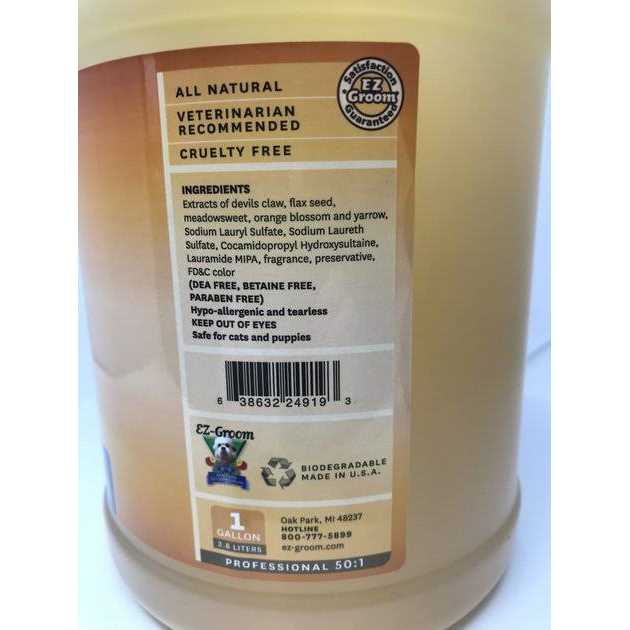 ALL NATURAL
VETERINARIAN
RECOMMENDED
CRUELTY FREE
Satisfaction
EZ
Groom
Guaranteed
INGREDIENTS
Extracts of devils claw, flax seed,
meadowsweet, orange blossom and yarrow,
Sodium Lauryl Sulfate, Sodium Laureth
Sulfate, Cocamidopropyl Hydroxysultaine,
Lauramide MIPA, fragrance, preservative,
FD&C color
(DEA FREE, BETAINE FREE,
PARABEN FREE)
Hypo-allergenic and tearless
KEEP OUT OF EYES
Safe for cats and puppies
6 38632 24919 3
EZ-Groom
BIODEGRADABLE
MADE IN U.S.A.
1
GALLON
3.8 LITERS
Oak Park, MI 48237
HOTLINE
800-777-5899
ez-groom.com
PROFESSIONAL 50:1